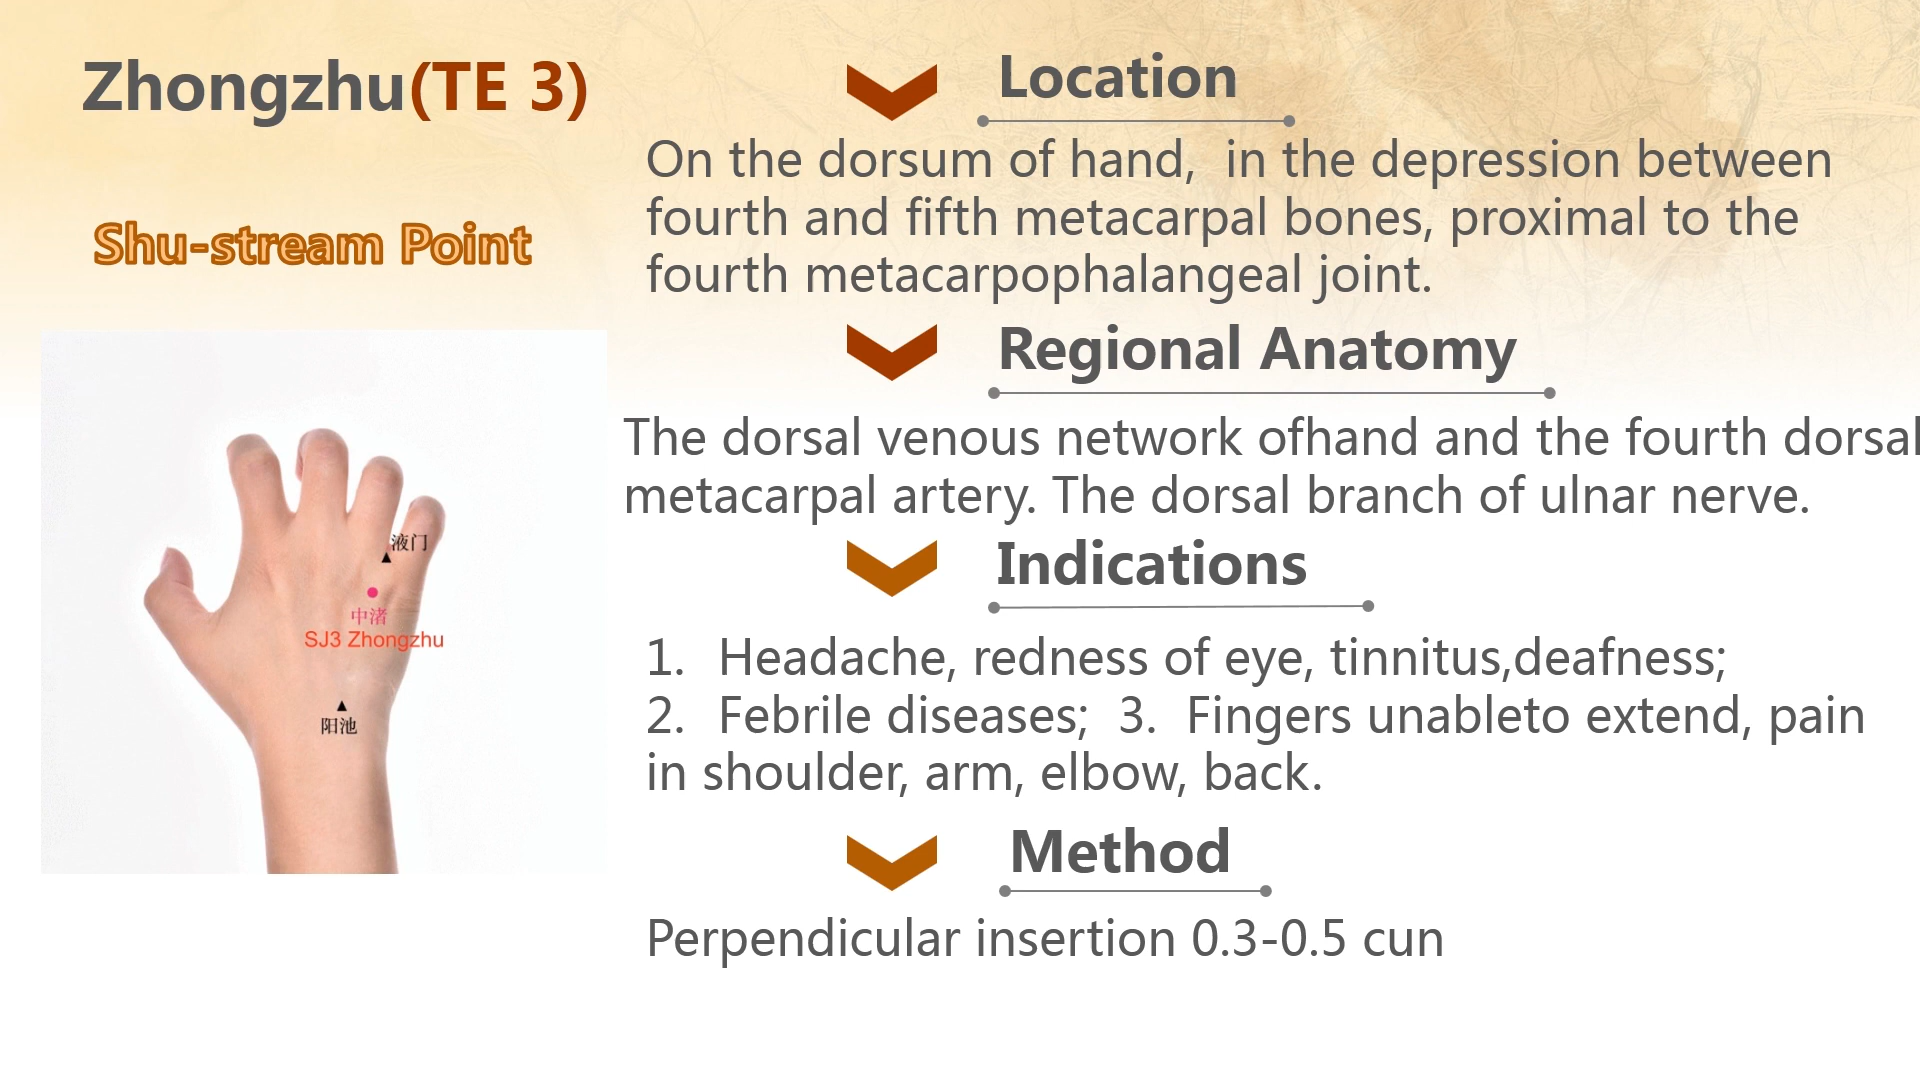 Zhongzhu(TE 3)
Shu-stream Point
液门
中渚
SJ3 Zhongzhu
阳池
Location
On the dorsum of hand,  in the depression between
fourth and fifth metacarpal bones, proximal to the
fourth metacarpophalangeal joint.
Regional Anatomy
The dorsal venous network ofhand and the fourth dorsal
metacarpal artery. The dorsal branch of ulnar nerve.
Indications
1.  Headache, redness of eye, tinnitus,deafness;
2.  Febrile diseases;  3.  Fingers unableto extend, pain
in shoulder, arm, elbow, back.
Method
Perpendicular insertion 0.3-0.5 cun